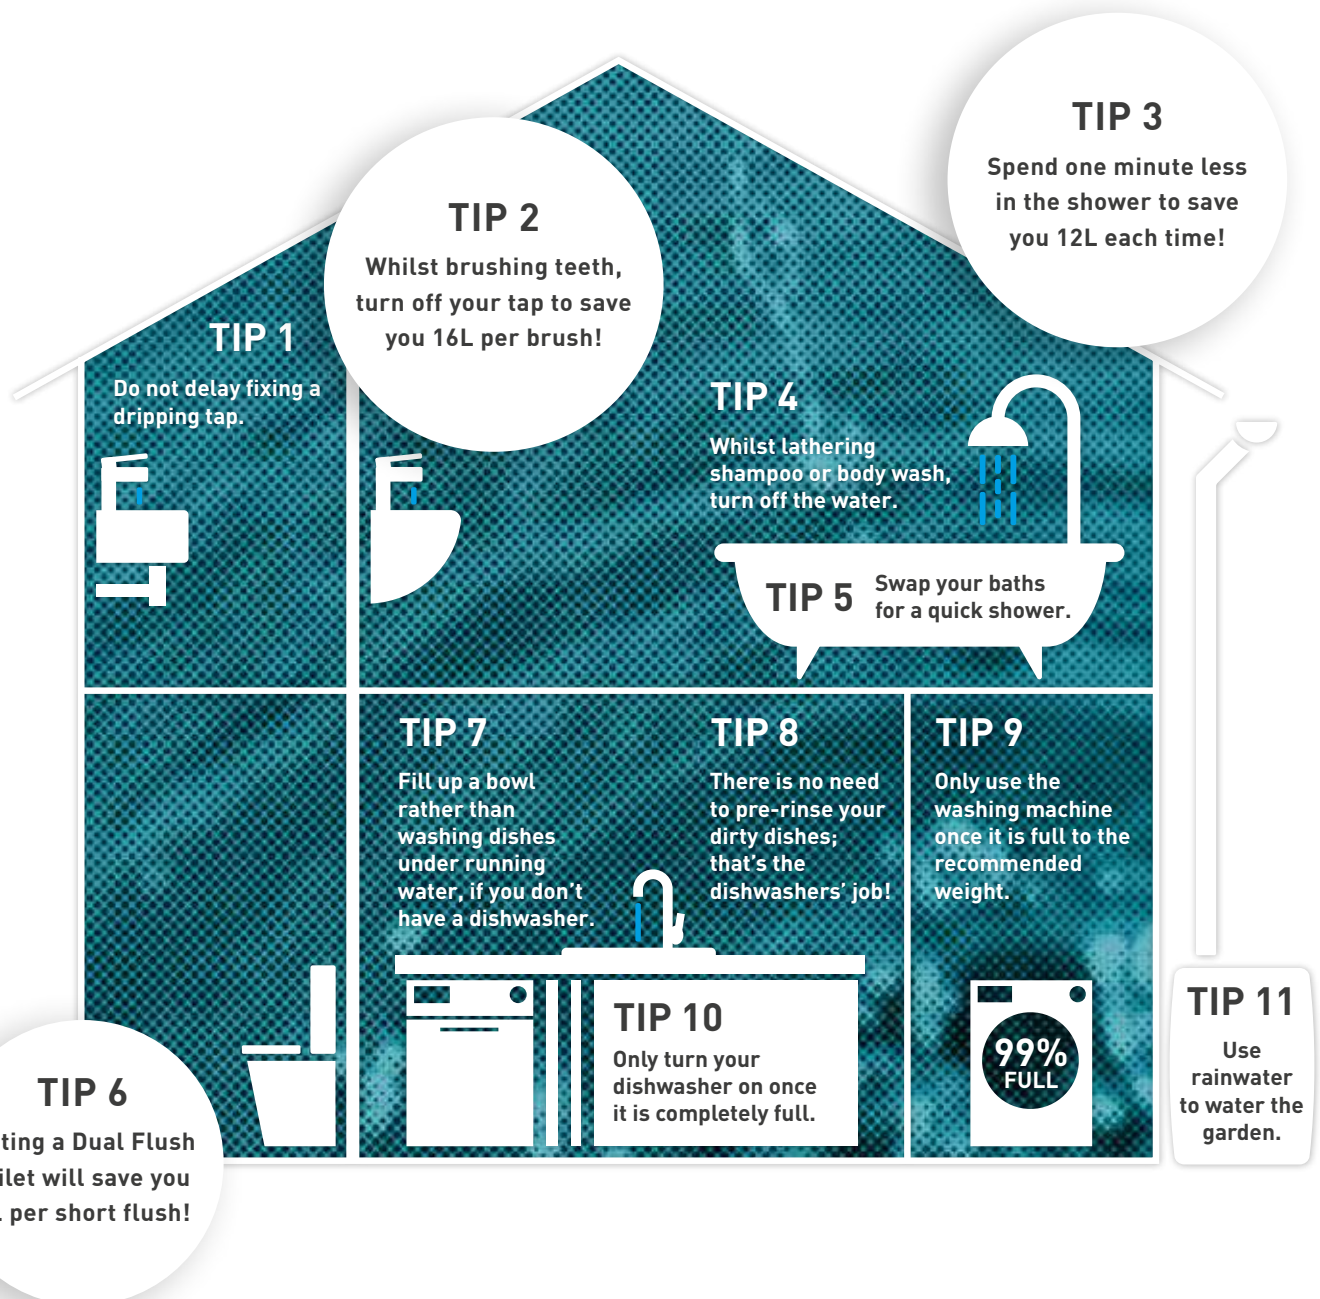 TIP 1
Do not delay fixing a
dripping tap.
TIP 2
Whilst brushing teeth,
turn off your tap to save
you 16L per brush!
TIP 3
Spend one minute less
in the shower to save
you 12L each time!
TIP 4
Whilst lathering
shampoo or body wash,
turn off the water.
TIP 5
Swap your baths
for a quick shower.
TIP 6
a Dual Flush
will save you
per short flush!
TIP 7
Fill up a bowl
rather than
washing dishes
under running
water, if you don't
have a dishwasher.
TIP 8
There is no need
to pre-rinse your
dirty dishes;
that's the
dishwashers' job!
TIP 9
Only use the
washing machine
once it is full to the
recommended
weight.
99%
FULL
TIP 10
Only turn your
dishwasher on once
it is completely full.
TIP 11
Use
rainwater
to water the
garden.